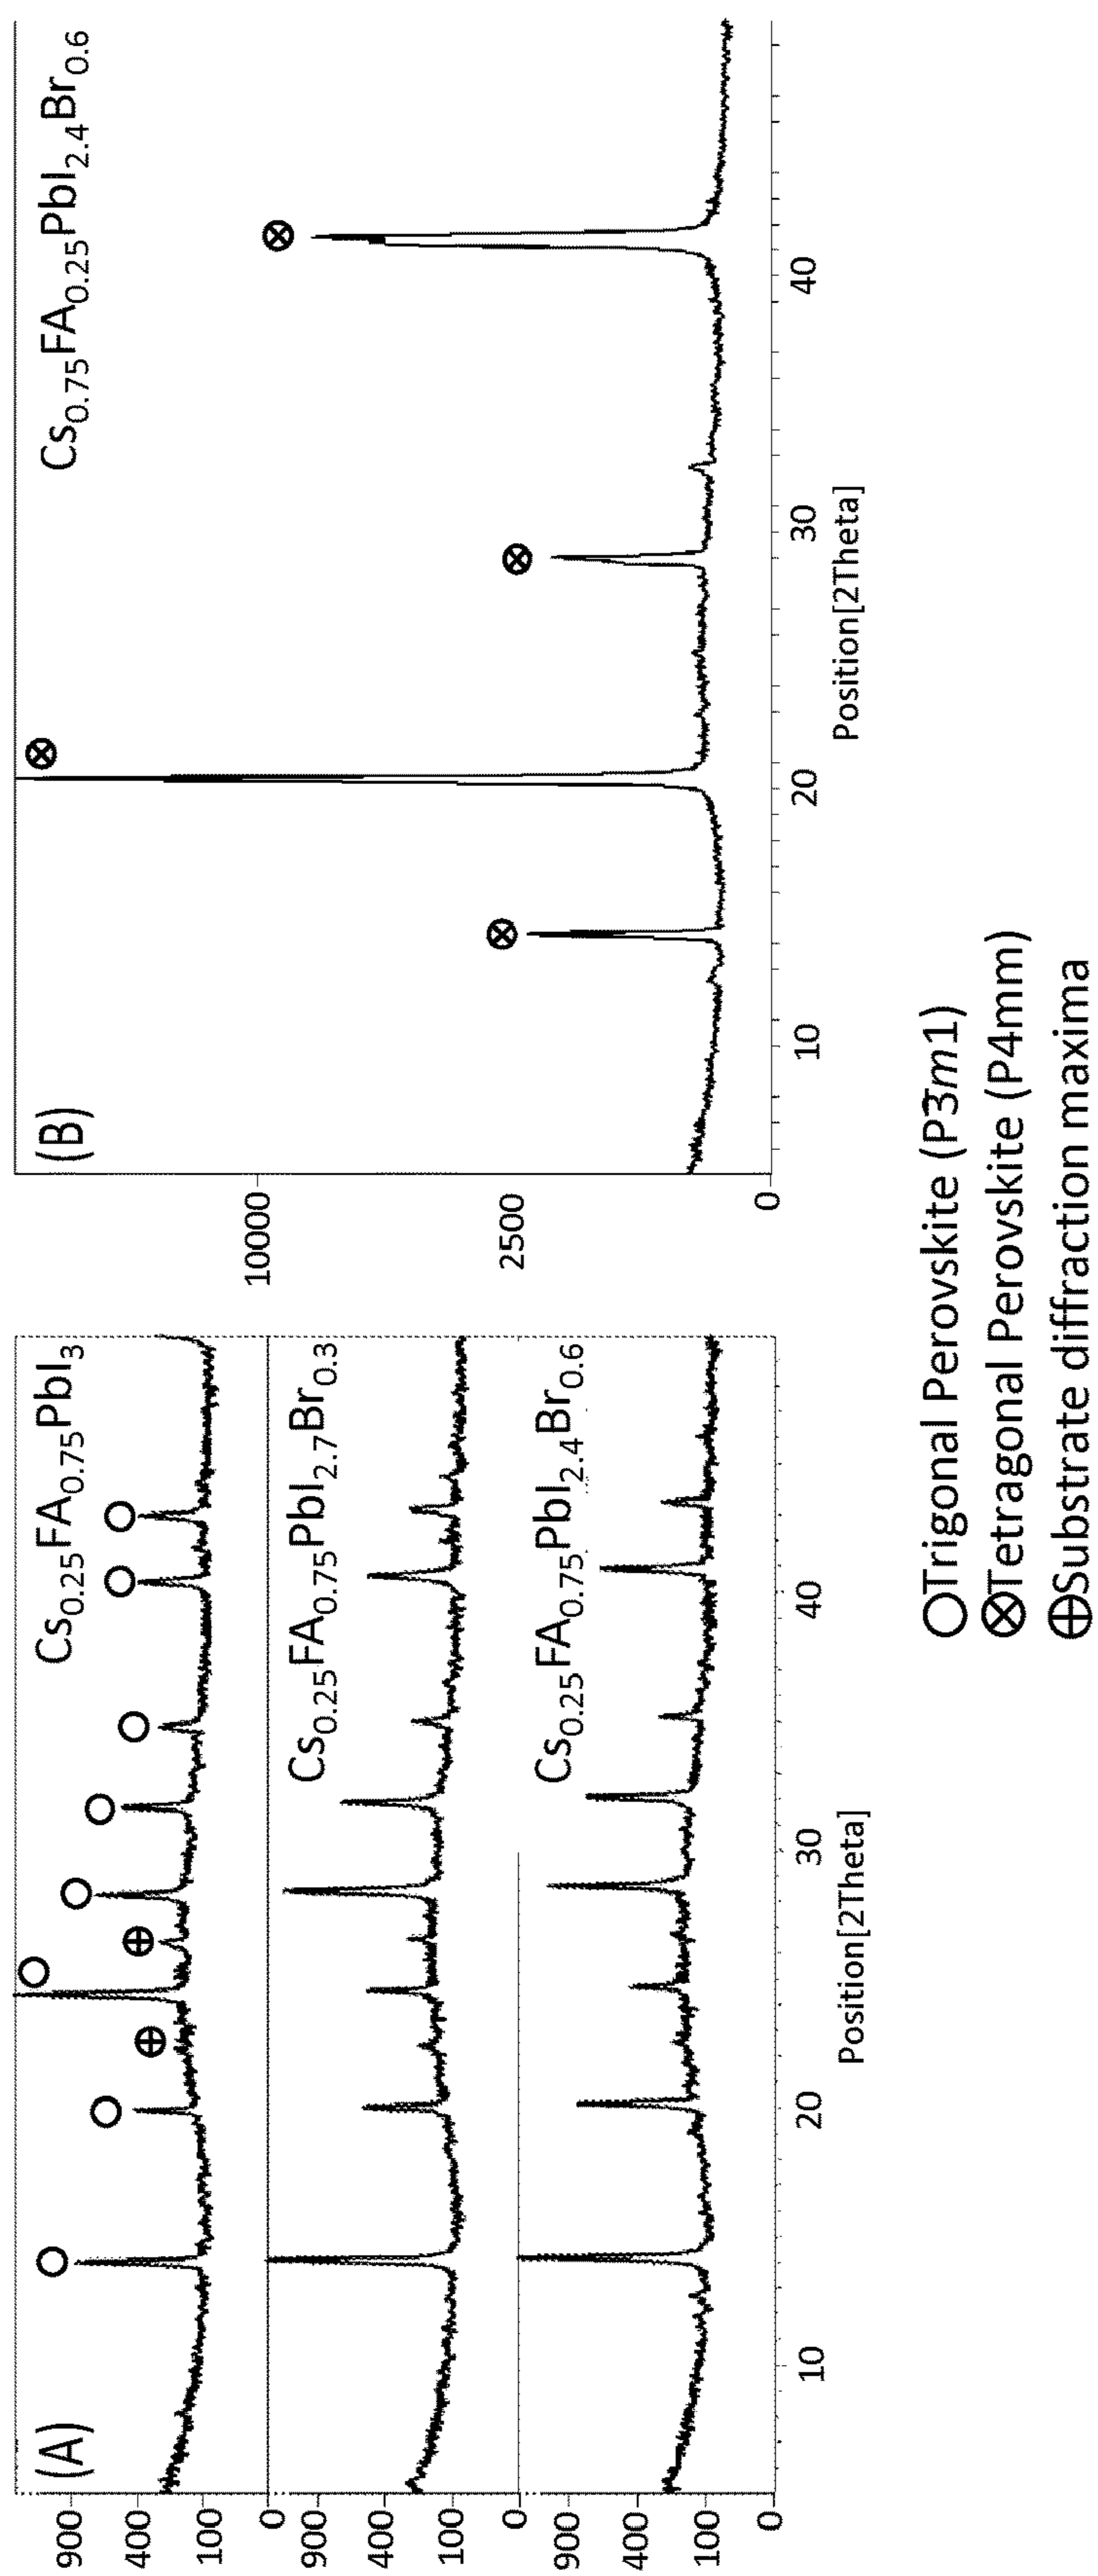 (A)
Cs0.25FA0.75PbI3
900
400
100
0
Cs0.25FA0.75PbI2.7Br0.3
900
400
100
0
Cs0.25FA0.75PbI2.4Br0.6
900
400
100
0
10 20 30 40
Position[2Theta]
(B)
Cs0.75FA0.25PbI2.4Br0.6
10000
2500
0
10 20 30 40
Position[2Theta]
Trigonal Perovskite (P3̄m1)
Tetragonal Perovskite (P4mm)
Substrate diffraction maxima